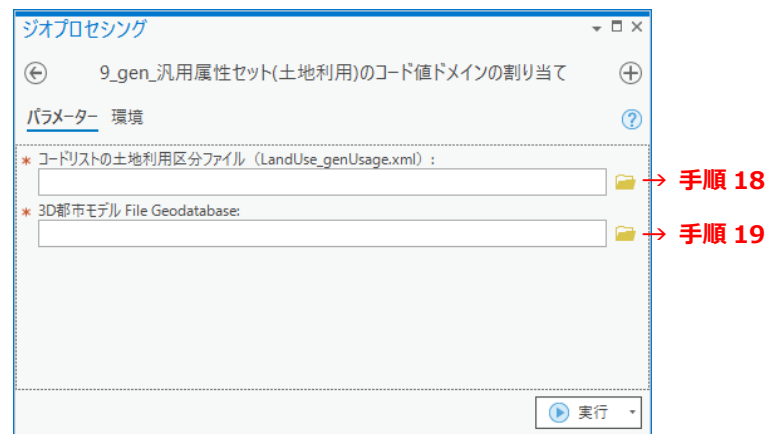 ジオプロセシング
9_gen_汎用属性セット(土地利用)のコード値ドメインの割り当て
パラメーター 環境
* コードリストの土地利用区分ファイル（LandUse_genUsage.xml）:
→ 手順 18
* 3D都市モデル File Geodatabase:
→ 手順 19
実行